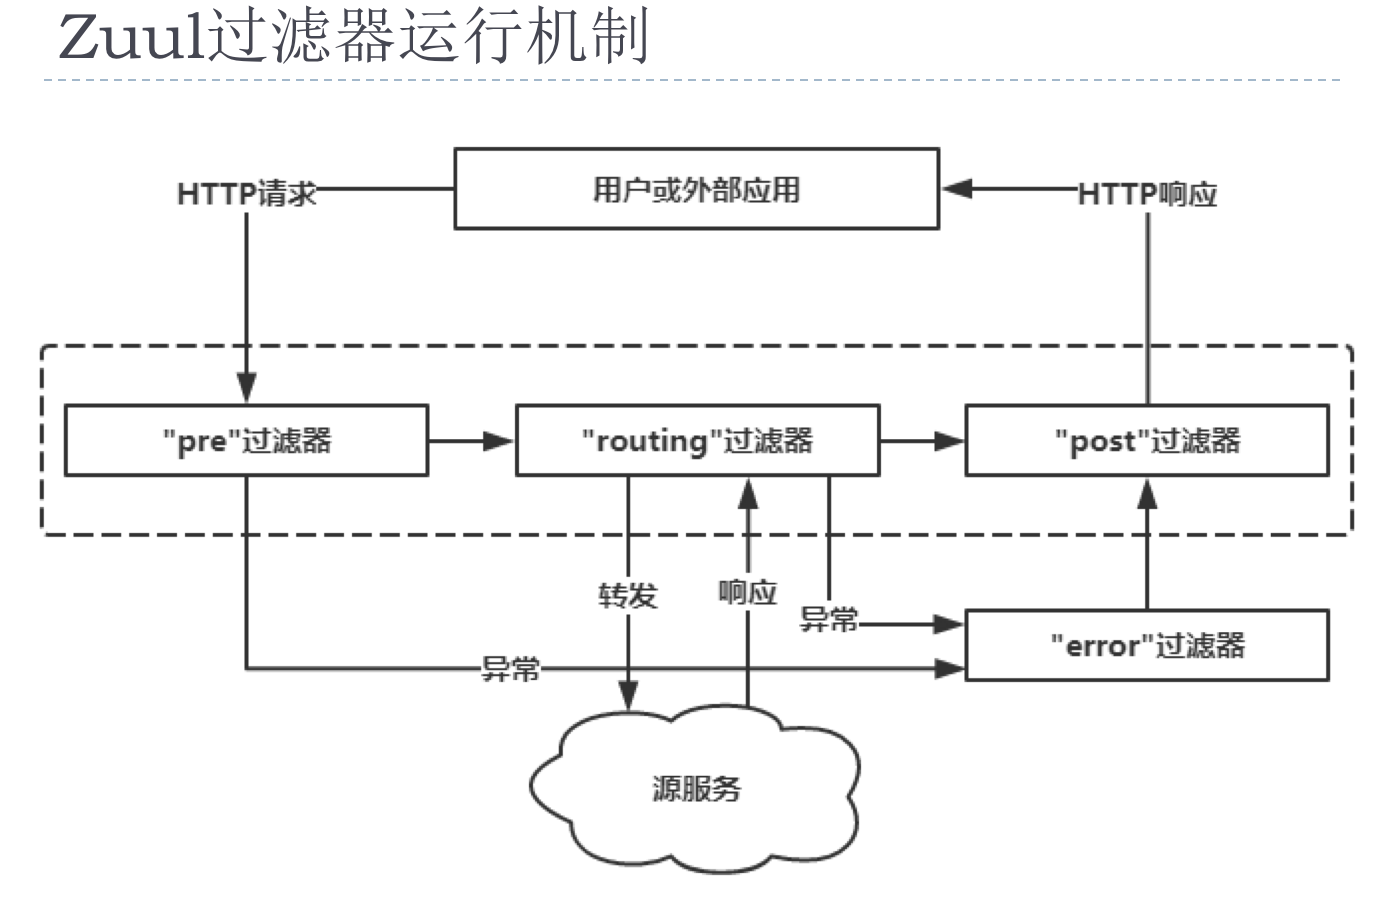 Zuul过滤器运行机制
用户或外部应用
HTTP请求
HTTP响应
"pre"过滤器
"routing"过滤器
"post"过滤器
转发
响应
异常
"error"过滤器
异常
源服务